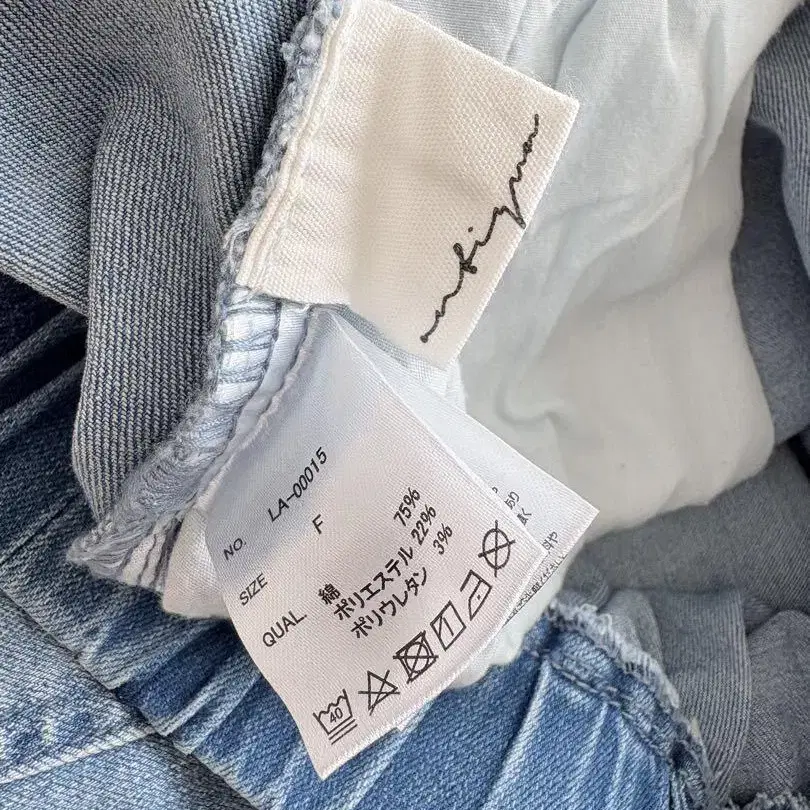 antiqua
NO. LA-00015
SIZE F
QUAL. 綿 75%
ポリエステル 22%
ポリウレタン 3%
40